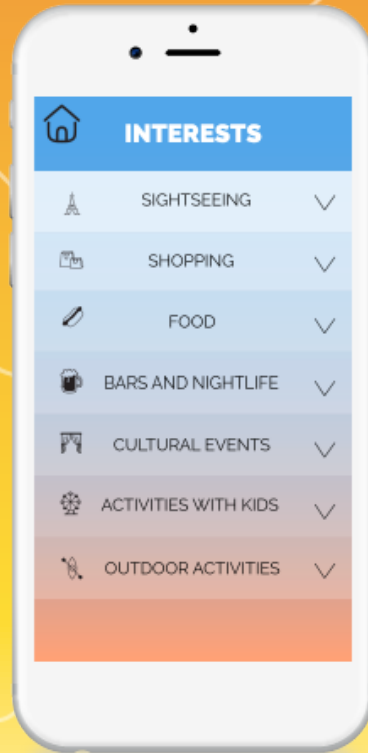 INTERESTS
SIGHTSEEING
SHOPPING
FOOD
BARS AND NIGHTLIFE
CULTURAL EVENTS
ACTIVITIES WITH KIDS
OUTDOOR ACTIVITIES